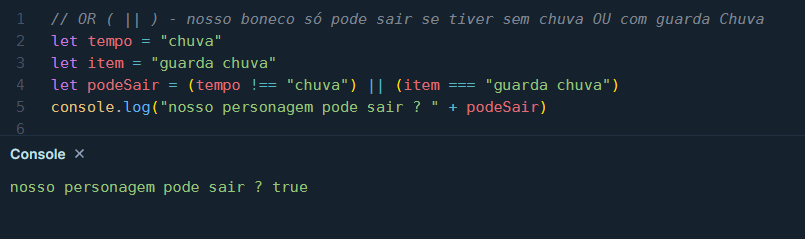 1 // OR ( || ) - nosso boneco só pode sair se tiver sem chuva OU com guarda Chuva
2 let tempo = "chuva"
3 let item = "guarda chuva"
4 let podeSair = (tempo !== "chuva") || (item === "guarda chuva")
5 console.log("nosso personagem pode sair ? " + podeSair)
6
Console ×
nosso personagem pode sair ? true